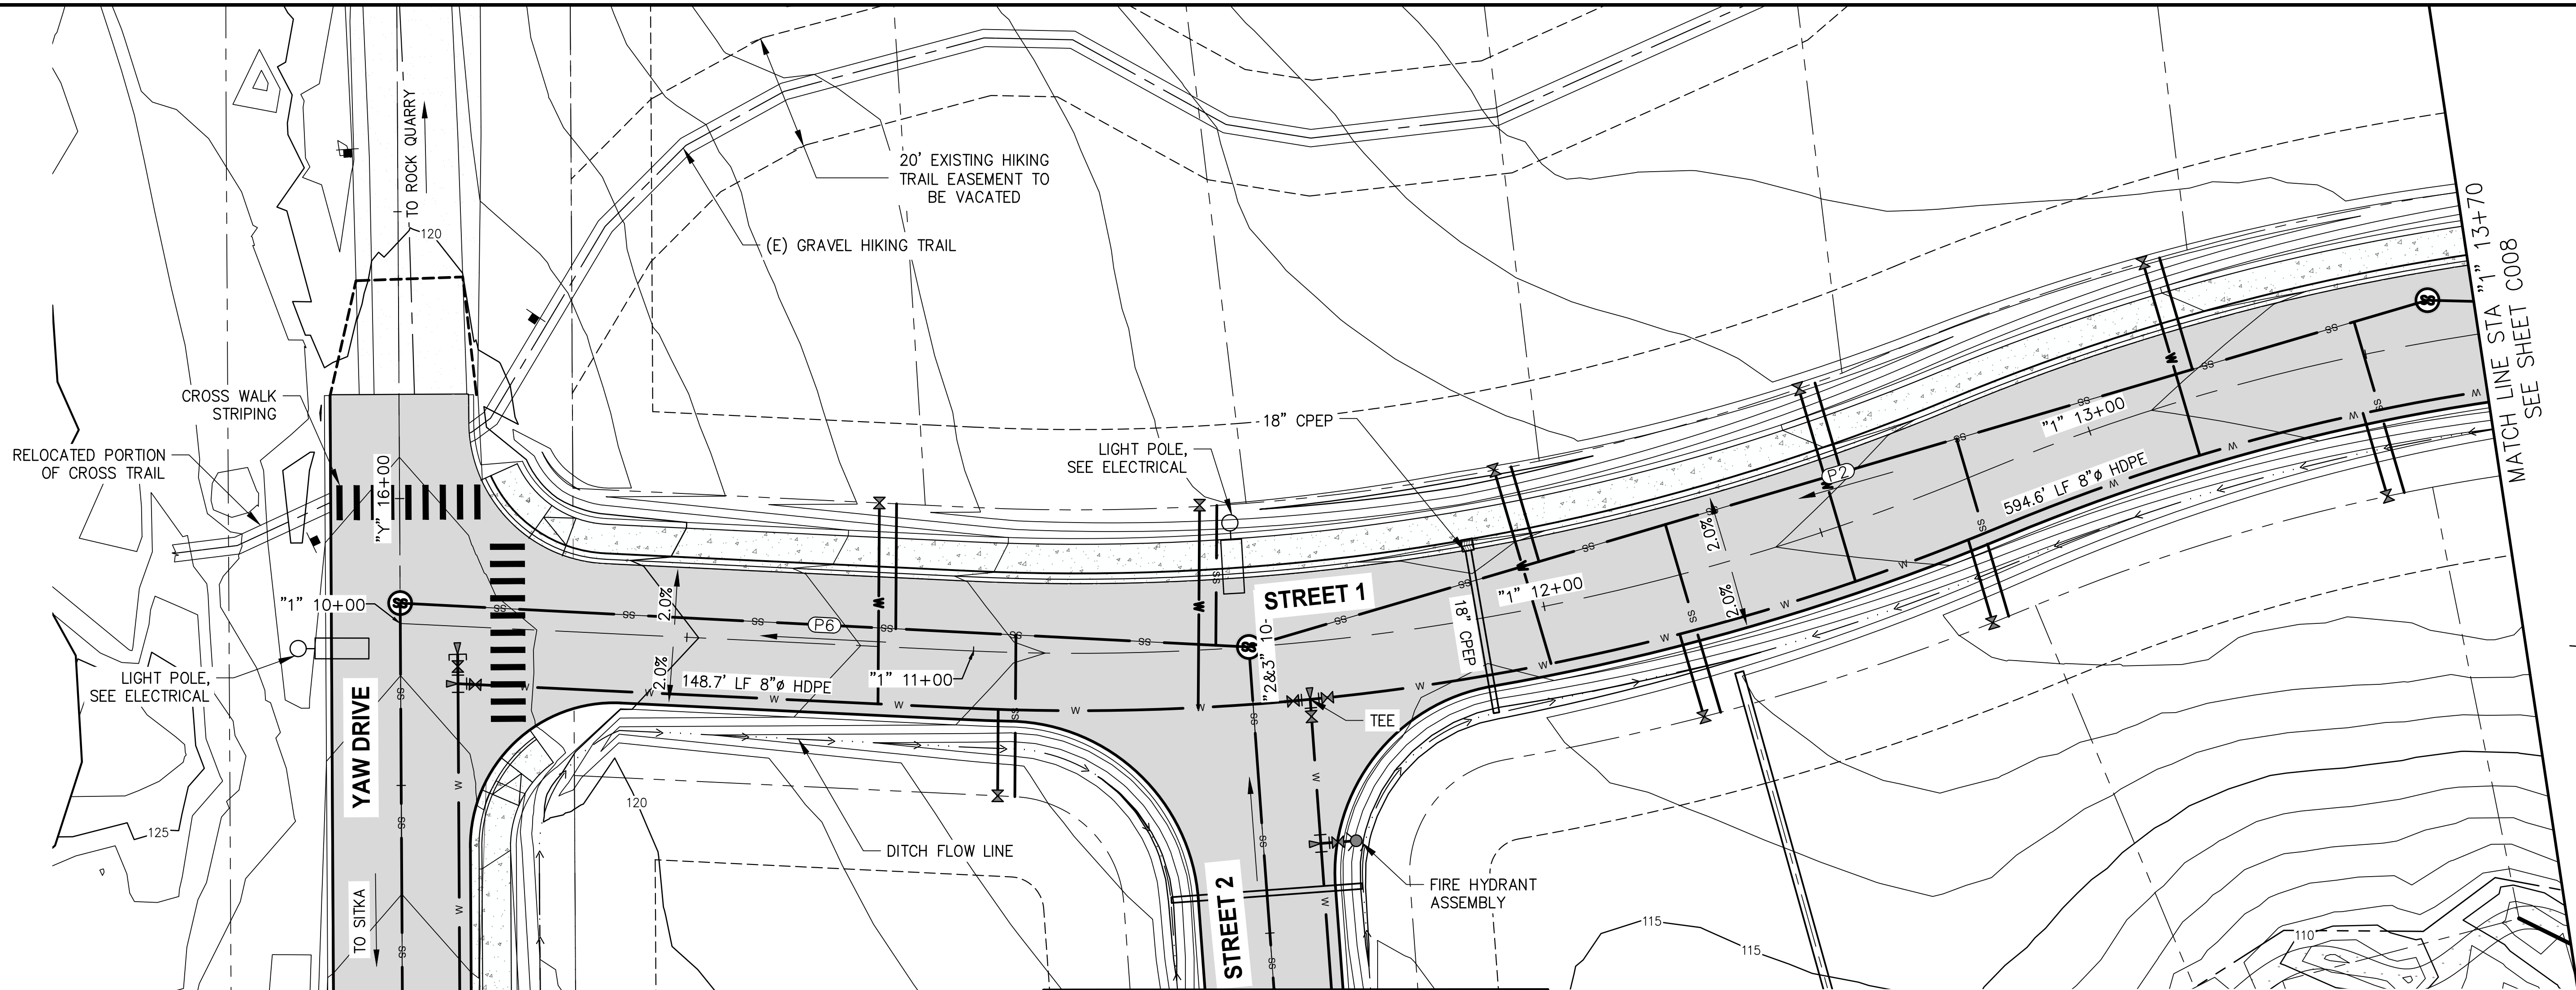 TO ROCK QUARRY
120
20' EXISTING HIKING
TRAIL EASEMENT TO
BE VACATED
(E) GRAVEL HIKING TRAIL
MATCH LINE STA "1" 13+70
SEE SHEET C008
CROSS WALK
STRIPING
RELOCATED PORTION
OF CROSS TRAIL
"Y" 16+00
18" CPEP
LIGHT POLE,
SEE ELECTRICAL
"1" 13+00
P2
594.6' LF 8"ø HDPE
2.0%
2.0%
"1" 12+00
STREET 1
18" CPEP
"2&3" 10-
"1" 10+00
SS
SS
SS
P6
2.0%
2.0%
148.7' LF 8"ø HDPE
"1" 11+00
LIGHT POLE,
SEE ELECTRICAL
YAW DRIVE
TEE
120
125
DITCH FLOW LINE
TO SITKA
STREET 2
FIRE HYDRANT
ASSEMBLY
115
115
110